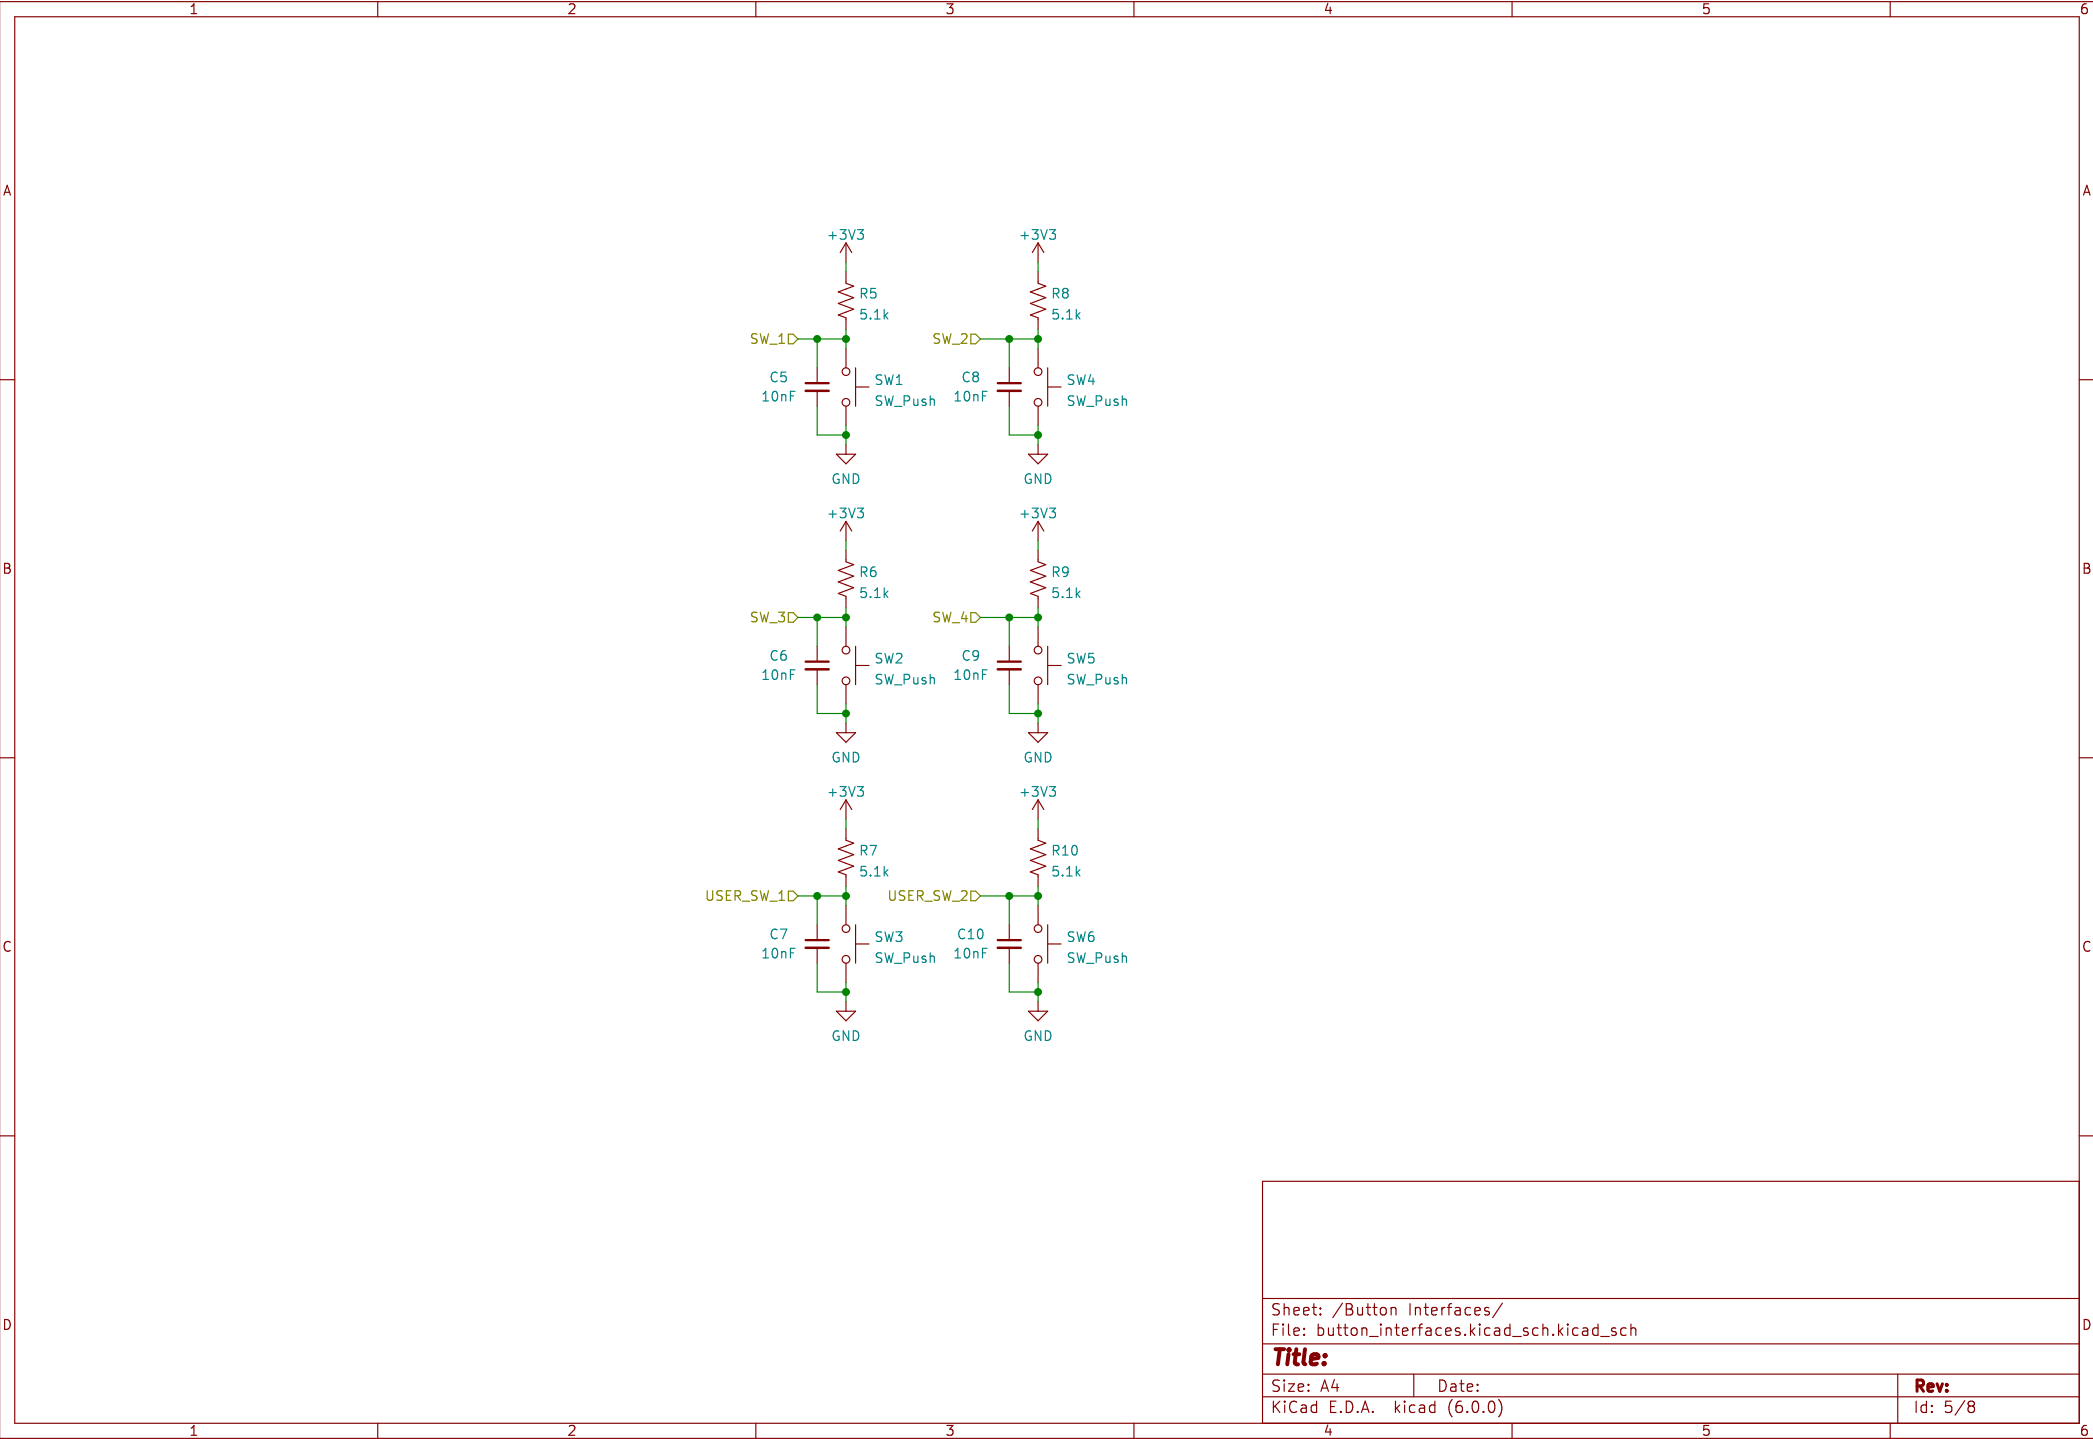 1 2 3 4 5 6
A A
+3V3 +3V3
R5 R8
5.1k 5.1k
SW_1 SW_2
C5 SW1 C8 SW4
10nF SW_Push 10nF SW_Push
GND GND
+3V3 +3V3
B B
R6 R9
5.1k 5.1k
SW_3 SW_4
C6 SW2 C9 SW5
10nF SW_Push 10nF SW_Push
GND GND
+3V3 +3V3
R7 R10
5.1k 5.1k
USER_SW_1 USER_SW_2
C7 SW3 C10 SW6
C C
10nF SW_Push 10nF SW_Push
GND GND
Sheet: /Button Interfaces/
D D
File: button_interfaces.kicad_sch.kicad_sch
Title:
Size: A4 Date: Rev:
KiCad E.D.A. kicad (6.0.0) Id: 5/8
1 2 3 4 5 6